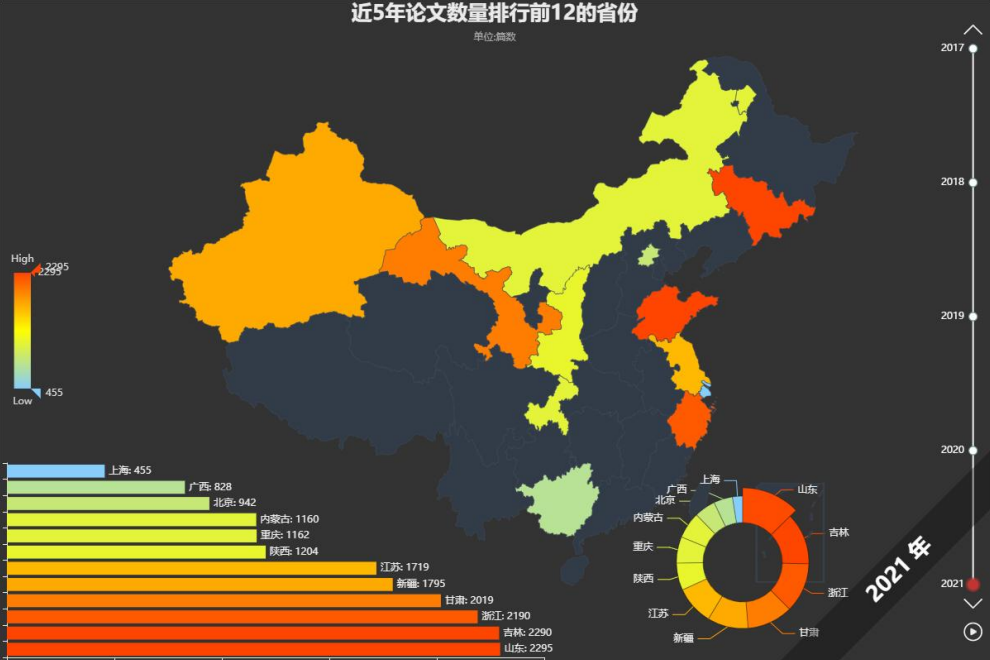 近5年论文数量排行前12的省份
单位:篇数
2017
2018
2019
2020
2021
High
2295
2295
455
Low
上海: 455
广西: 828
北京: 942
内蒙古: 1160
重庆: 1162
陕西: 1204
江苏: 1719
新疆: 1795
甘肃: 2019
浙江: 2190
吉林: 2290
山东: 2295
上海
广西
北京
内蒙古
重庆
陕西
江苏
新疆
山东
吉林
浙江
甘肃
2021 年